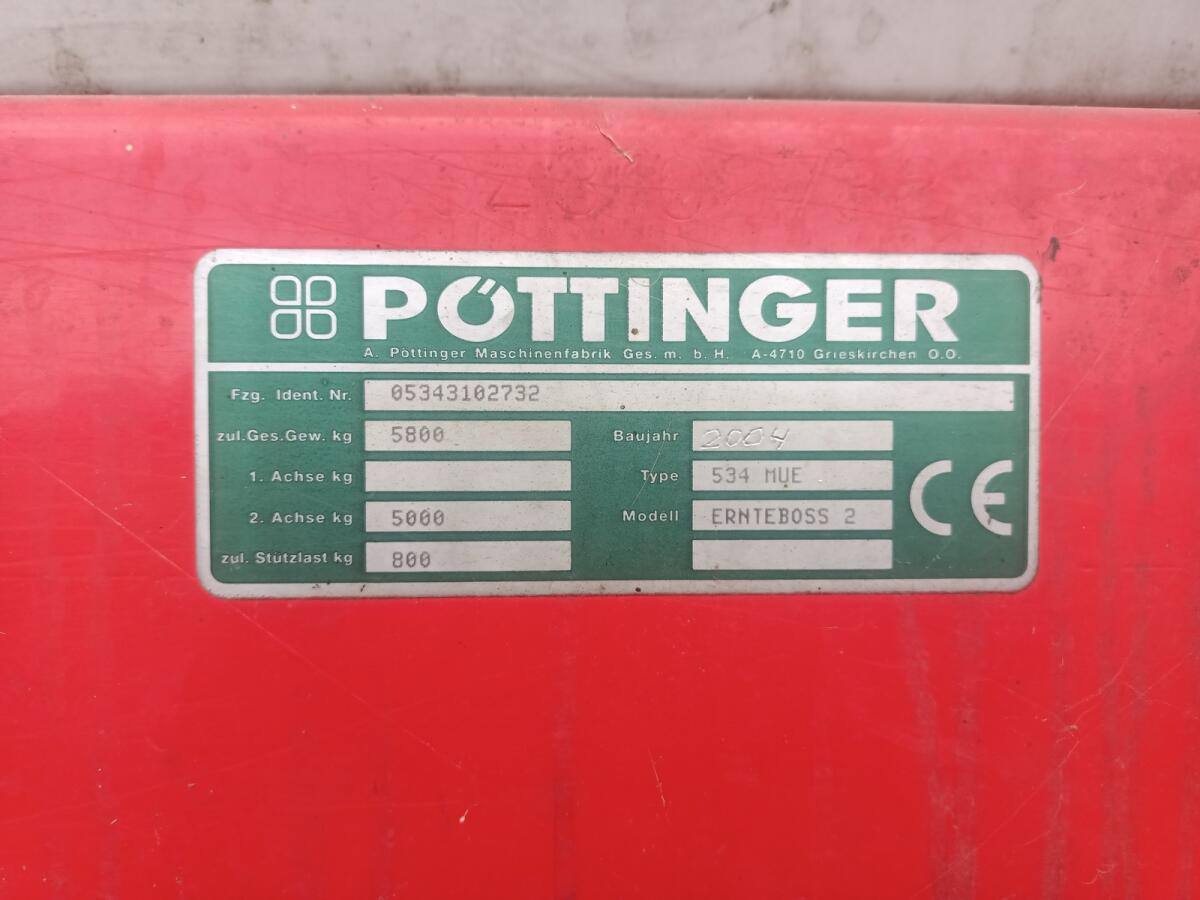 PÖTTINGER
A. Pöttinger Maschinenfabrik Ges. m. b. H. A-4710 Grieskirchen O.O.
Fzg. Ident. Nr. 05343102732
zul.Ges.Gew. kg 5800 Baujahr 2004
1. Achse kg Type 534 MUE
2. Achse kg 5000 Modell ERNTEBOSS 2
zul. Stützlast kg 800
CE